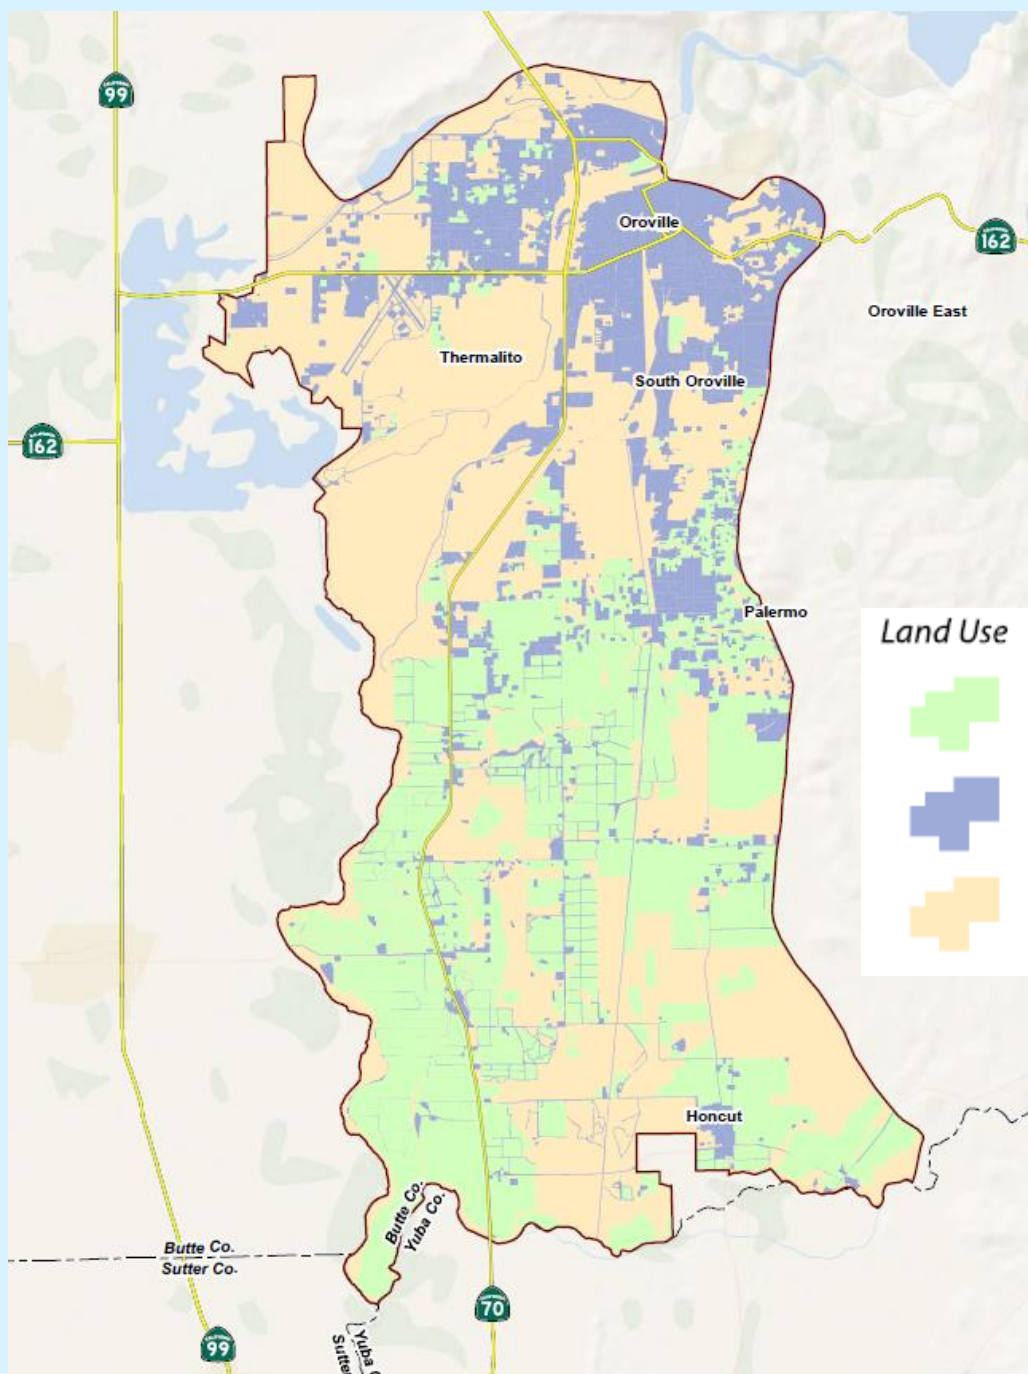 99
Oroville
162
Oroville East
Thermalito
South Oroville
162
Palermo
Land Use
Honcut
Butte Co.
Yuba Co.
Butte Co.
Sutter Co.
70
99